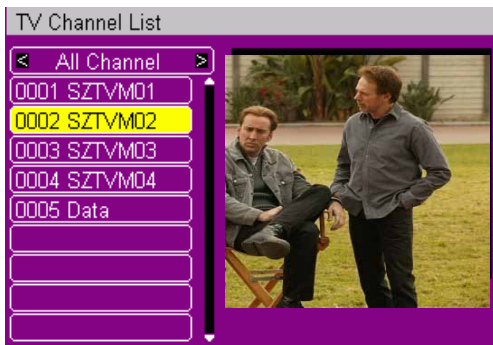 TV Channel List
< All Channel >
0001 SZTVM01
0002 SZTVM02
0003 SZTVM03
0004 SZTVM04
0005 Data